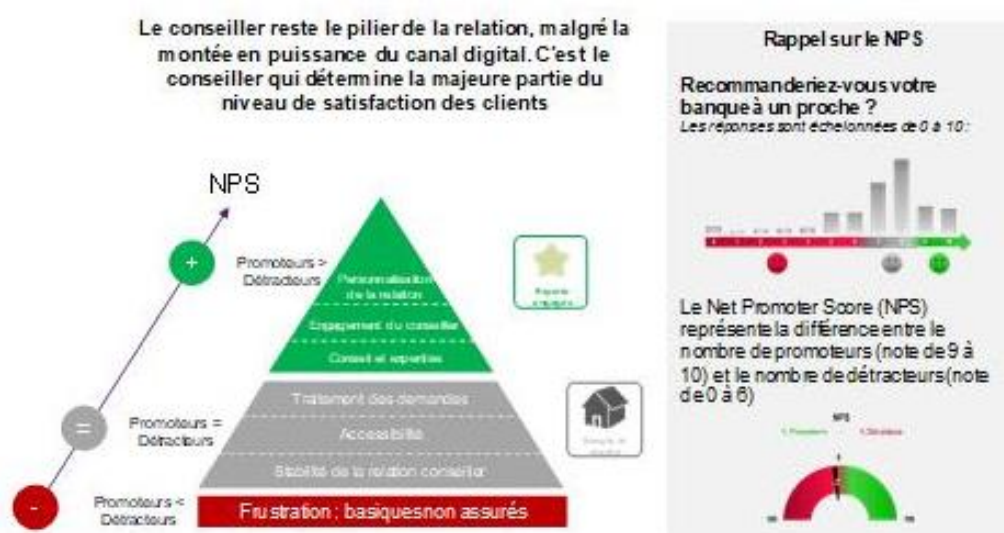 Le conseiller reste le pilier de la relation, malgré la
montée en puissance du canal digital. C'est le
conseiller qui détermine la majeure partie du
niveau de satisfaction des clients
NPS
+
Promoteurs >
Détracteurs
Personnalisation
de la relation
Engagement du conseiller
Conseil et expertise
=
Promoteurs =
Détracteurs
Traitement des demandes
Accessibilité
Stabilité de la relation conseiller
-
Promoteurs <
Détracteurs
Frustration : basiques non assurés
Rappel sur le NPS
Recommanderiez-vous votre
banque à un proche ?
Les réponses sont échelonnées de 0 à 10 :
Le Net Promoter Score (NPS)
représente la différence entre le
nombre de promoteurs (note de 9 à
10) et le nombre de détracteurs (note
de 0 à 6)
NPS